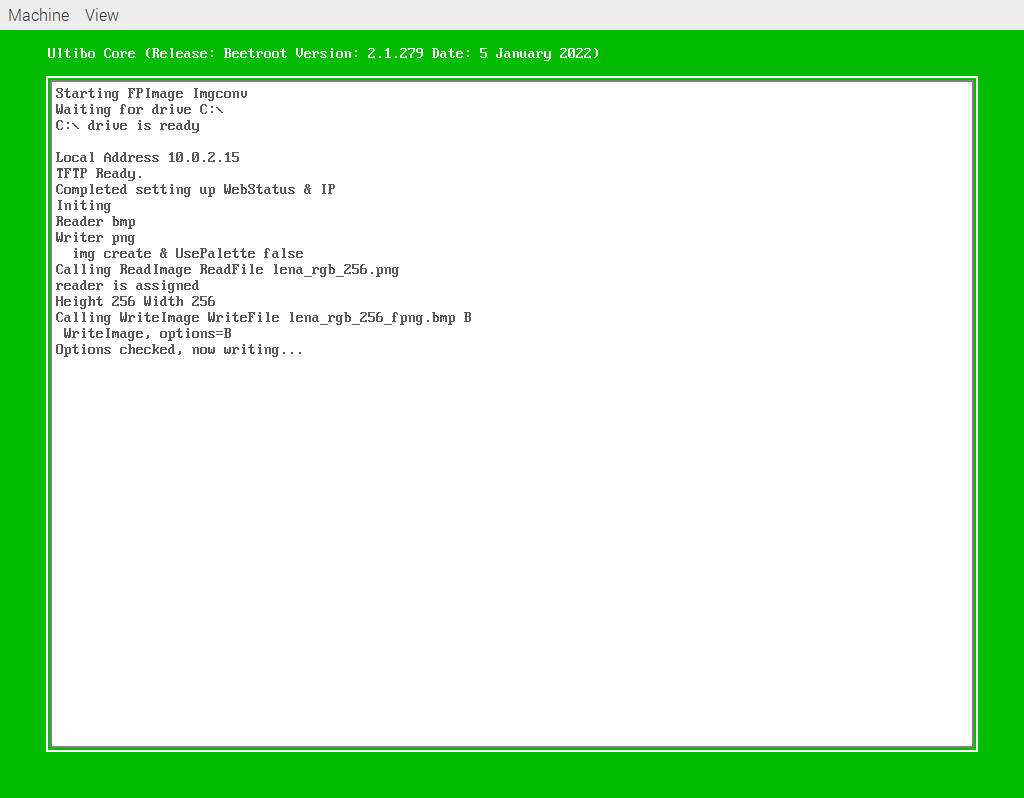 Machine View
Ultibo Core (Release: Beetroot Version: 2.1.279 Date: 5 January 2022)
Starting FPImage Imgconv
Waiting for drive C:\
C:\ drive is ready
Local Address 10.0.2.15
TFTP Ready.
Completed setting up WebStatus & IP
Initing
Reader bmp
Writer png
img create & UsePalette false
Calling ReadImage ReadFile lena_rgb_256.png
reader is assigned
Height 256 Width 256
Calling WriteImage WriteFile lena_rgb_256_fpng.bmp B
WriteImage, options=B
Options checked, now writing...